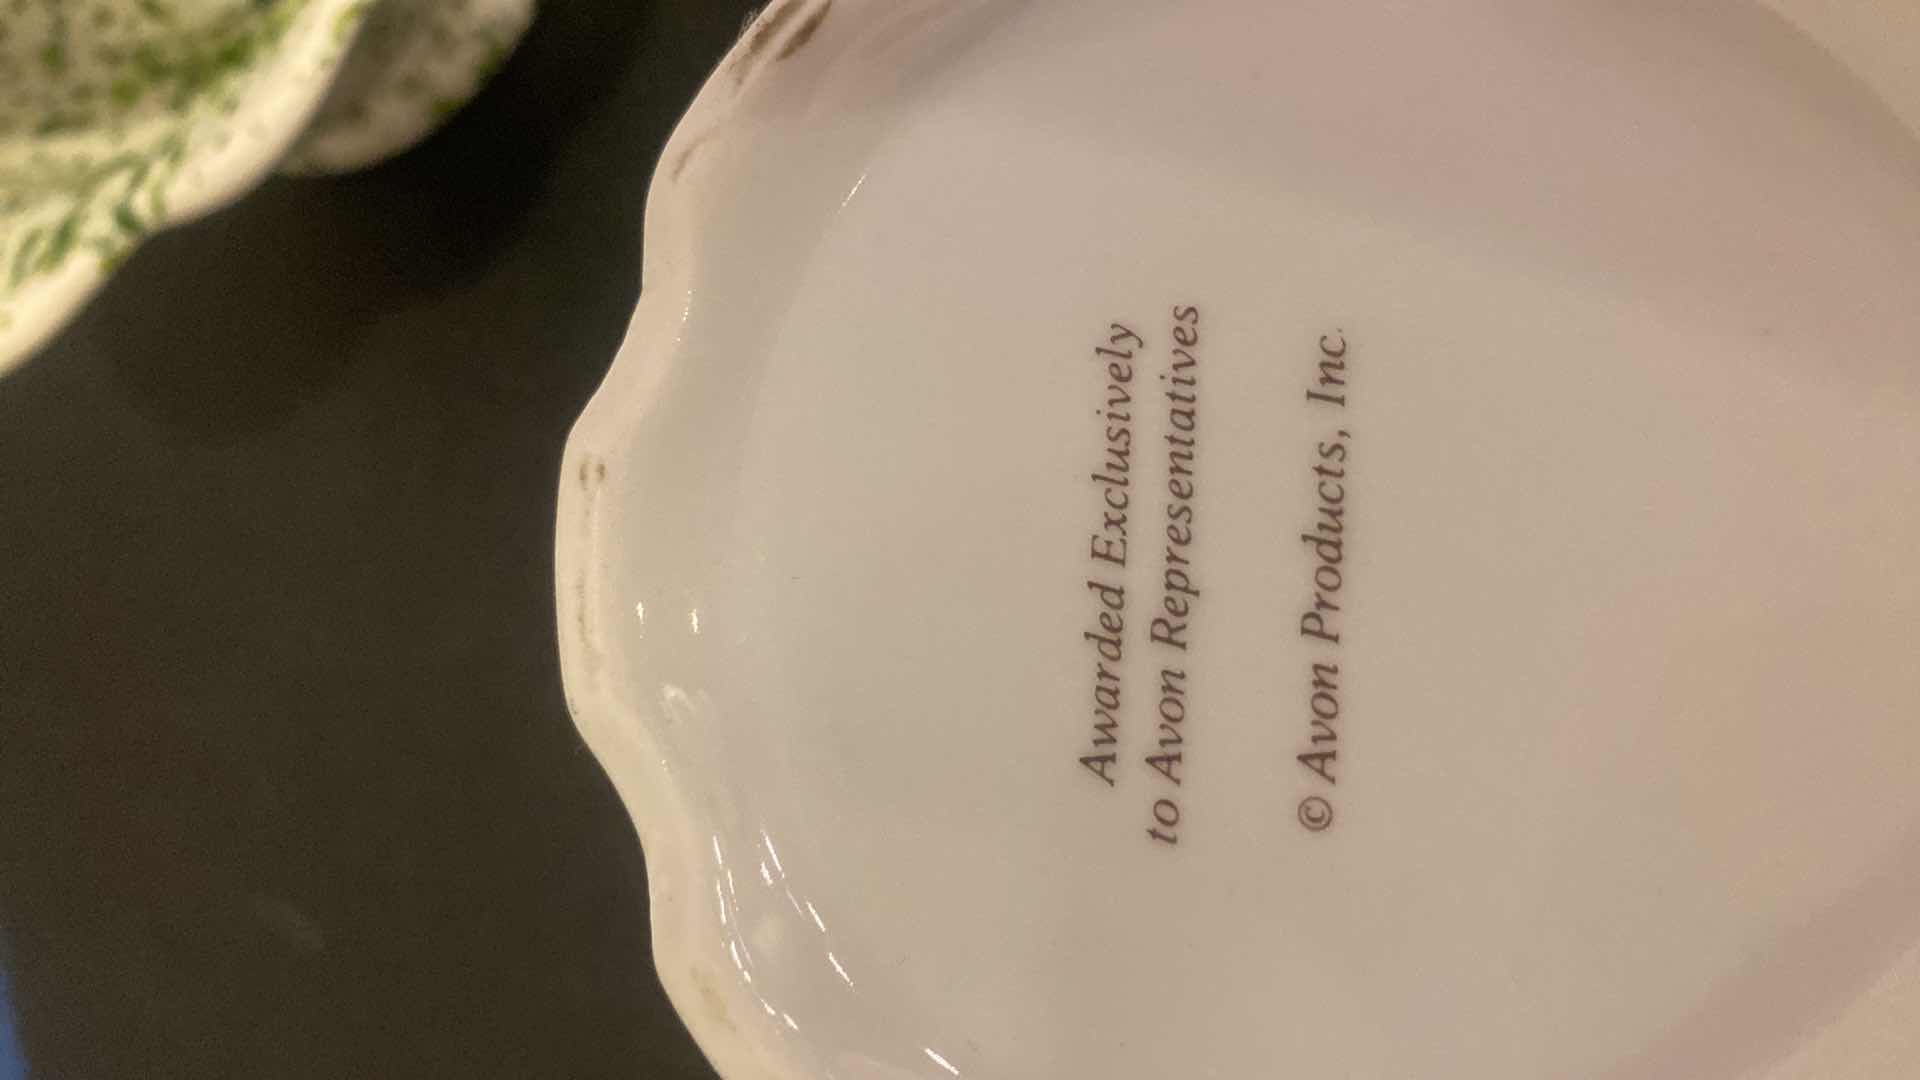 Awarded Exclusively
to Avon Representatives
© Avon Products, Inc.